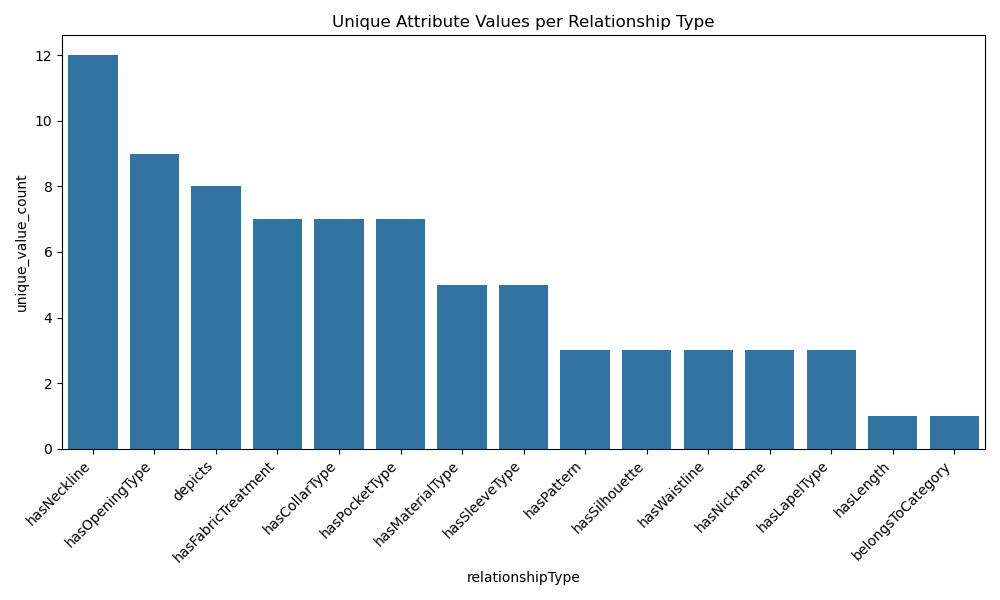 Unique Attribute Values per Relationship Type
unique_value_count
12
10
8
6
4
2
0
hasNeckline
hasOpeningType
depicts
hasFabricTreatment
hasCollarType
hasPocketType
hasMaterialType
hasSleeveType
hasPattern
hasSilhouette
hasWaistline
hasNickname
hasLapelType
hasLength
belongsToCategory
relationshipType